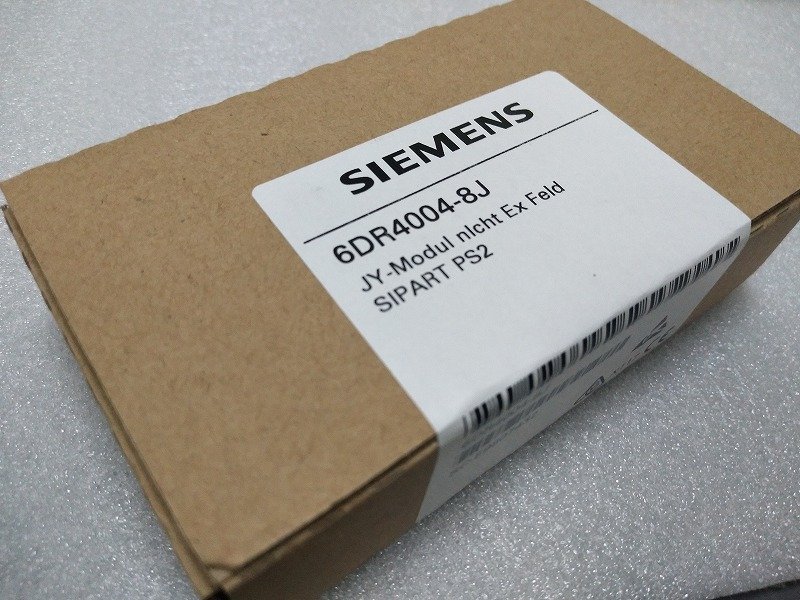 SIEMENS
6DR4004-8J
JY-Modul nicht Ex Feld
SIPART PS2